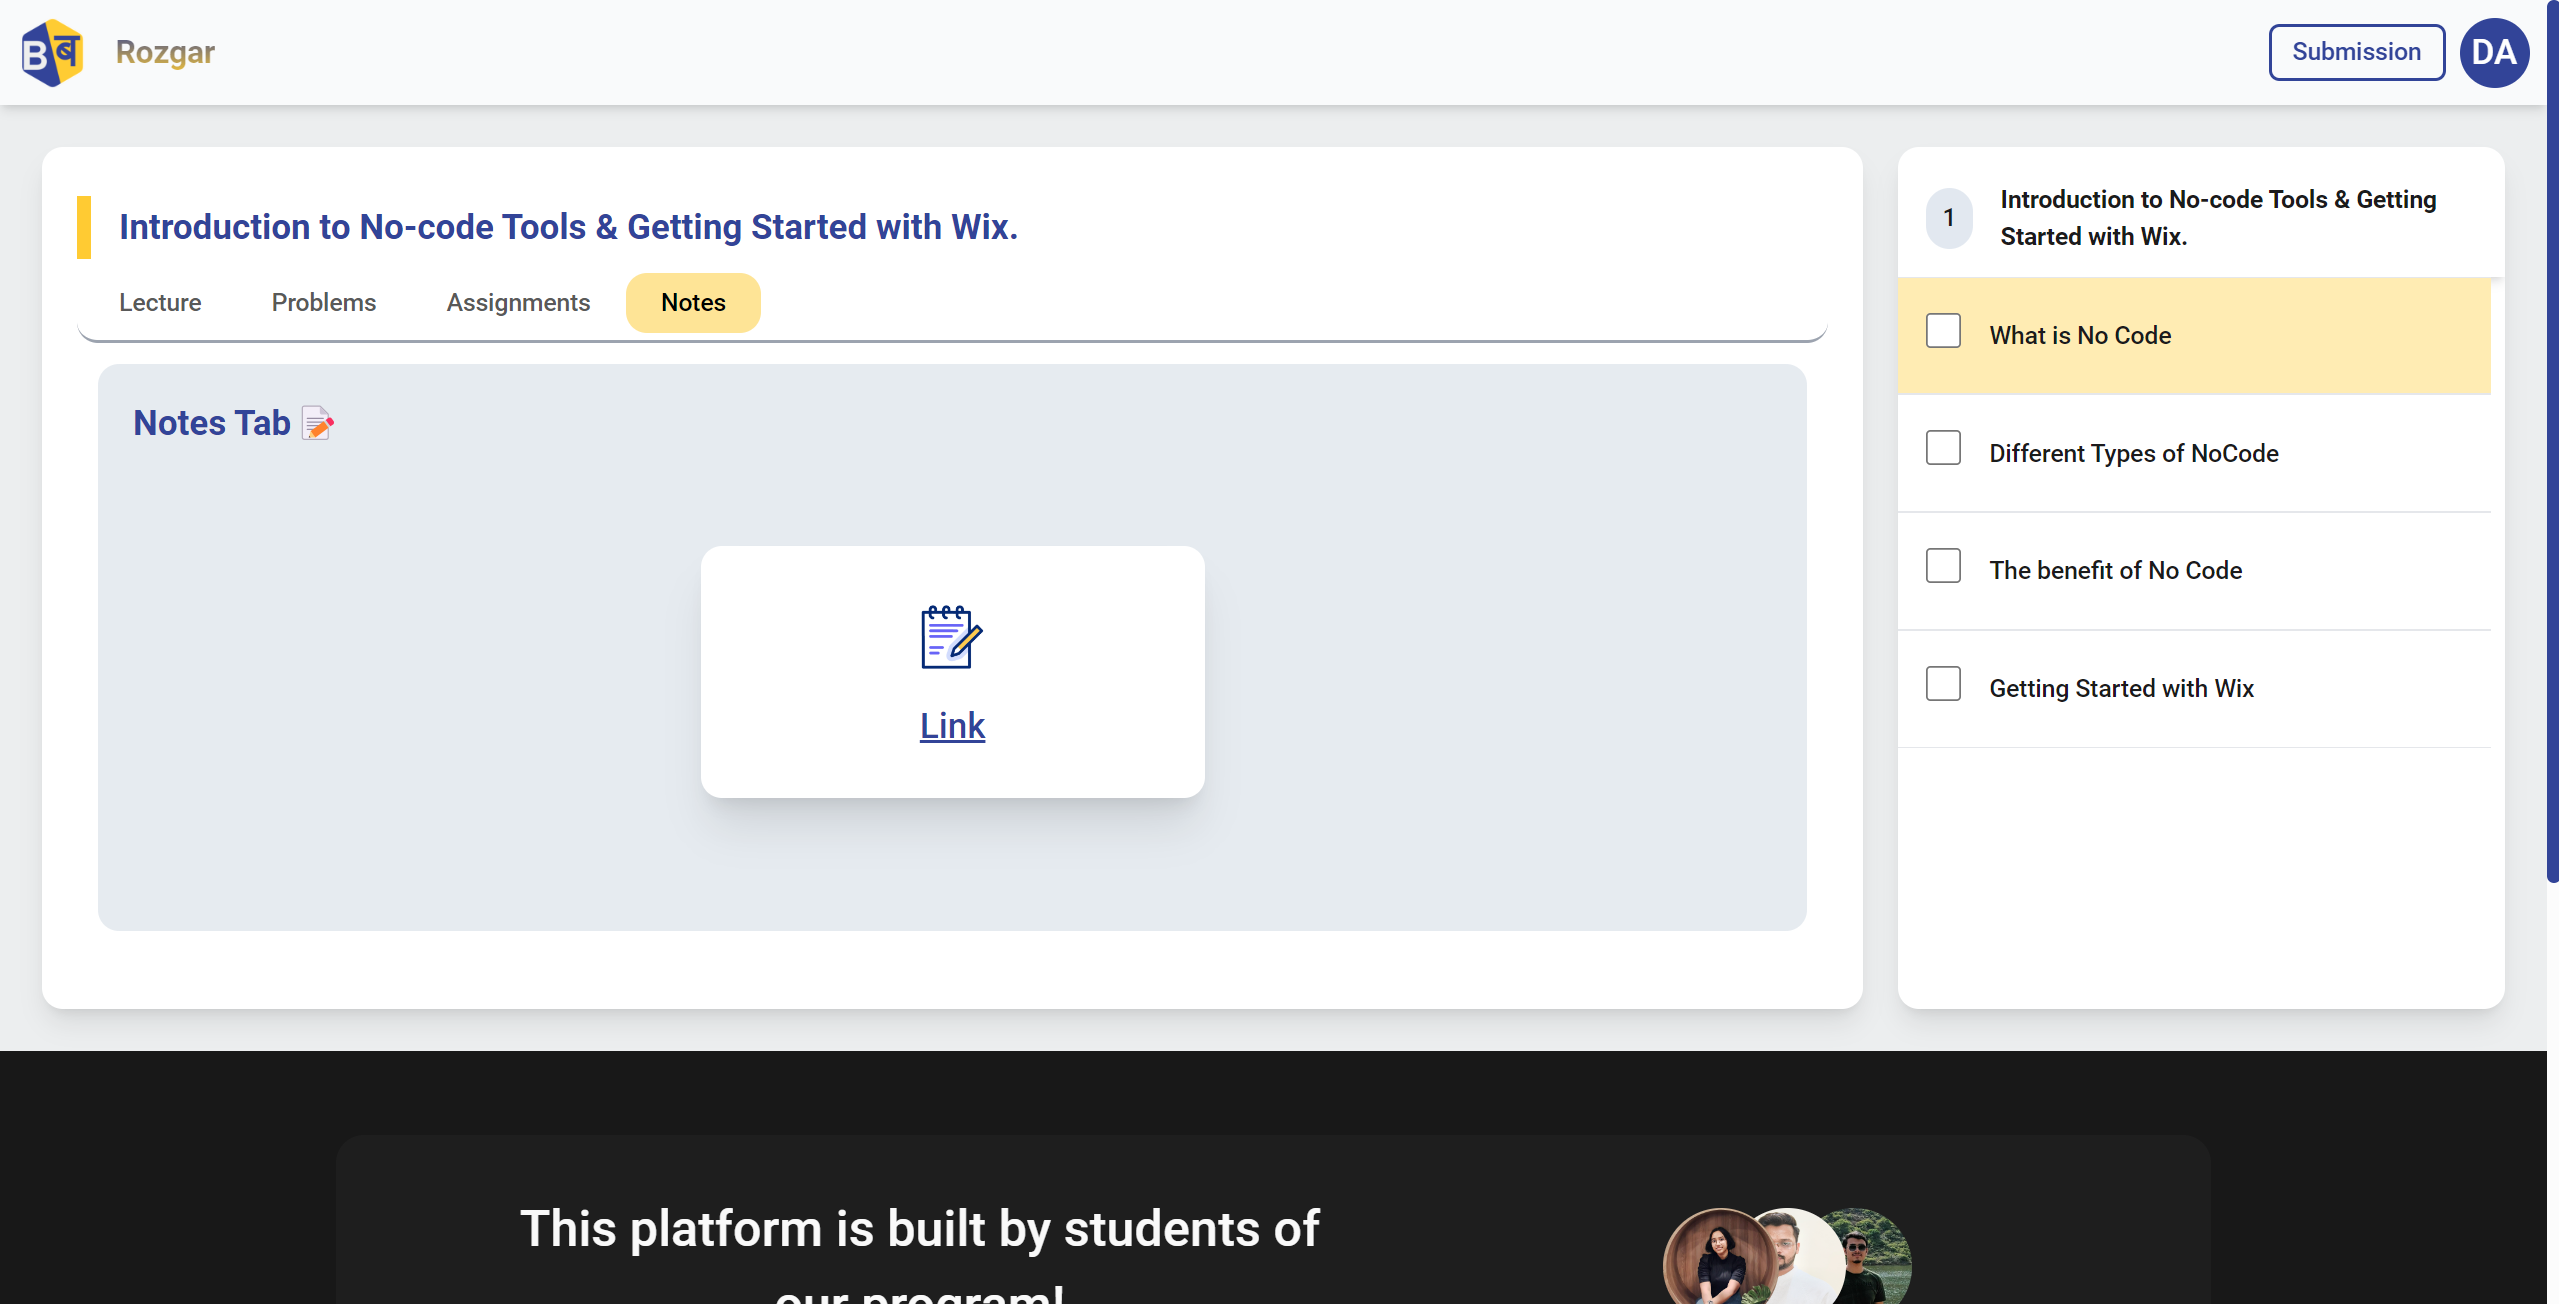 Bब
Rozgar
Submission
DA
Introduction to No-code Tools & Getting Started with Wix.
Lecture
Problems
Assignments
Notes
Notes Tab
Link
1
Introduction to No-code Tools & Getting
Started with Wix.
What is No Code
Different Types of NoCode
The benefit of No Code
Getting Started with Wix
This platform is built by students of
our program!